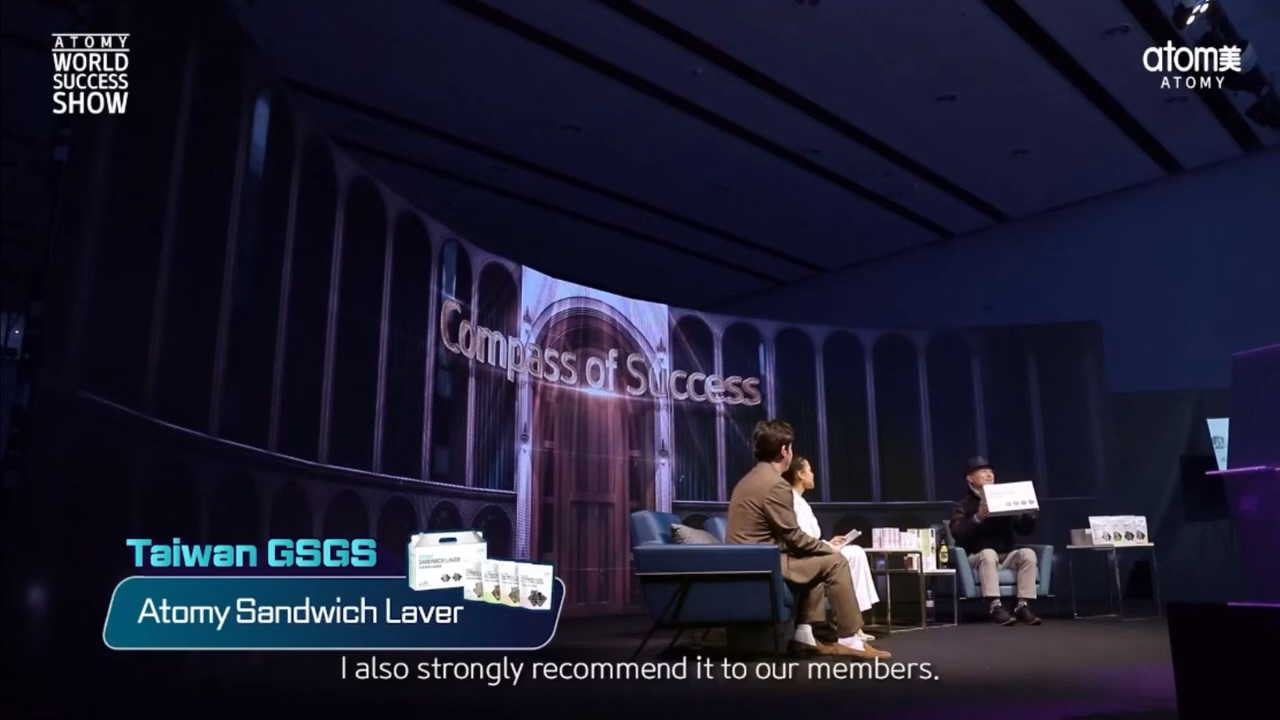 ATOMY
WORLD
SUCCESS
SHOW
atom美
ATOMY
Compass of Success
Taiwan GSGS
SANDWICH LAVER
Atomy Sandwich Laver
I also strongly recommend it to our members.